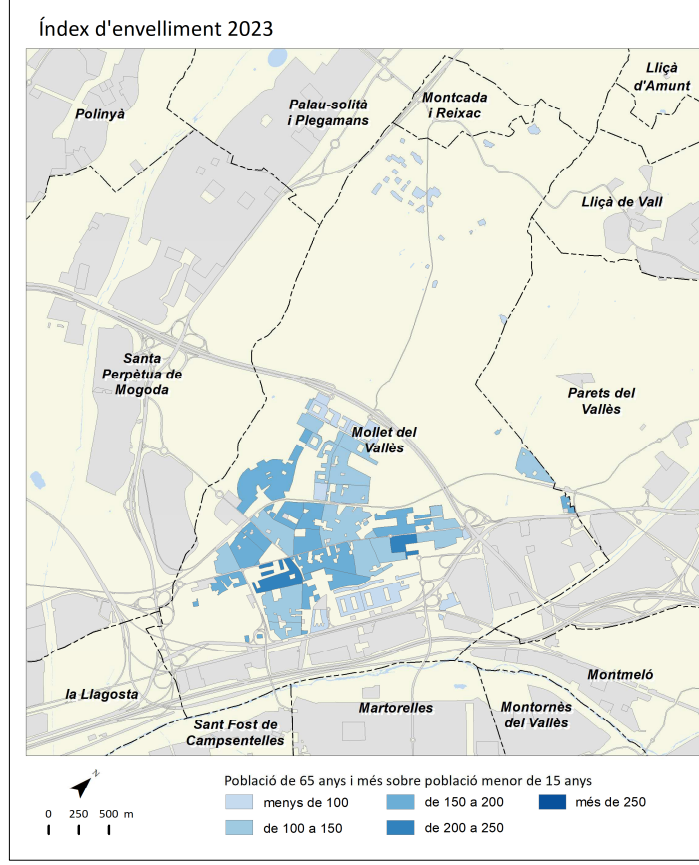 Índex d'envelliment 2023
Lliçà
d'Amunt
Polinyà
Palau-solità
i Plegamans
Montcada
i Reixac
Lliçà de Vall
Santa
Perpètua de
Mogoda
Parets del
Vallès
Mollet del
Vallès
la Llagosta
Sant Fost de
Campsentelles
Martorelles
Montornès
del Vallès
Montmeló
N
0 250 500 m
Població de 65 anys i més sobre població menor de 15 anys
menys de 100
de 150 a 200
més de 250
de 100 a 150
de 200 a 250